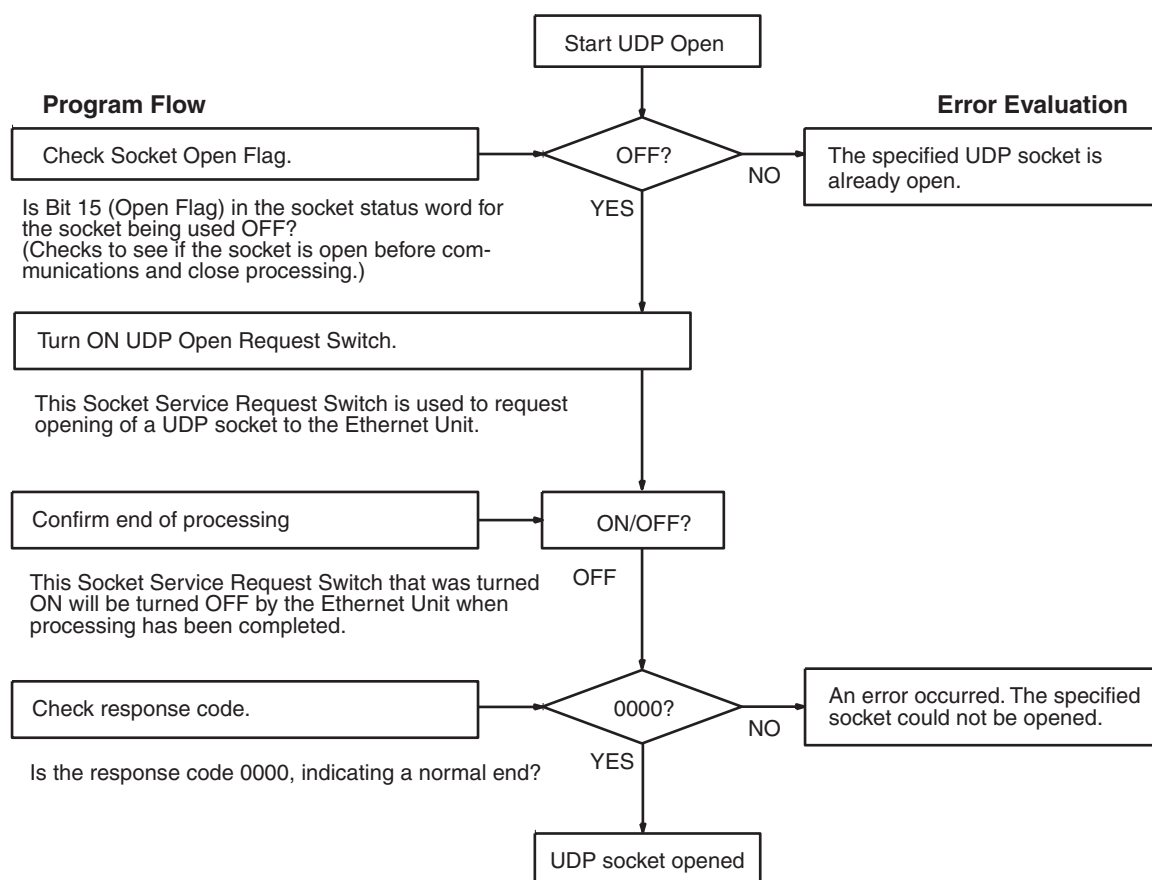 Start UDP Open
Program Flow
Error Evaluation
Check Socket Open Flag.
OFF?
NO
The specified UDP socket is
already open.
YES
Is Bit 15 (Open Flag) in the socket status word for
the socket being used OFF?
(Checks to see if the socket is open before com-
munications and close processing.)
Turn ON UDP Open Request Switch.
This Socket Service Request Switch is used to request
opening of a UDP socket to the Ethernet Unit.
Confirm end of processing
ON/OFF?
OFF
This Socket Service Request Switch that was turned
ON will be turned OFF by the Ethernet Unit when
processing has been completed.
Check response code.
0000?
NO
An error occurred. The specified
socket could not be opened.
YES
Is the response code 0000, indicating a normal end?
UDP socket opened